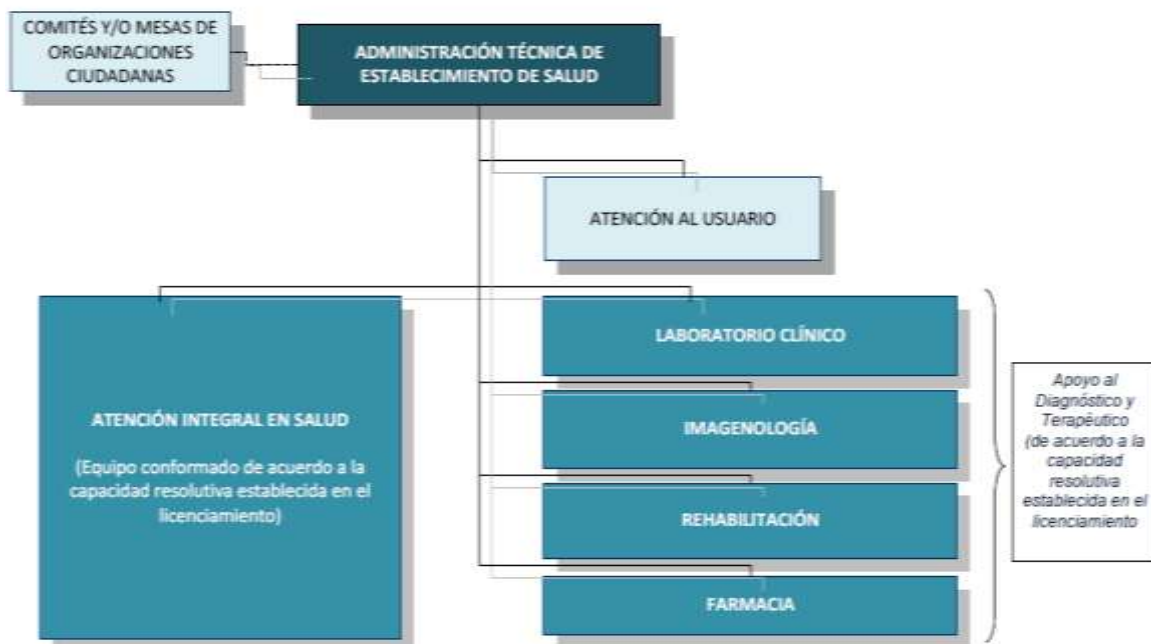 COMITÉS Y/O MESAS DE
ORGANIZACIONES
CIUDADANAS
ADMINISTRACIÓN TÉCNICA DE
ESTABLECIMIENTO DE SALUD
ATENCIÓN AL USUARIO
ATENCIÓN INTEGRAL EN SALUD
(Equipo conformado de acuerdo a la
capacidad resolutiva establecida en el
licenciamiento)
LABORATORIO CLÍNICO
IMAGENOLOGÍA
REHABILITACIÓN
FARMACIA
Apoyo al
Diagnóstico y
Terapéutico
(de acuerdo a la
capacidad
resolutiva
establecida en el
licenciamiento